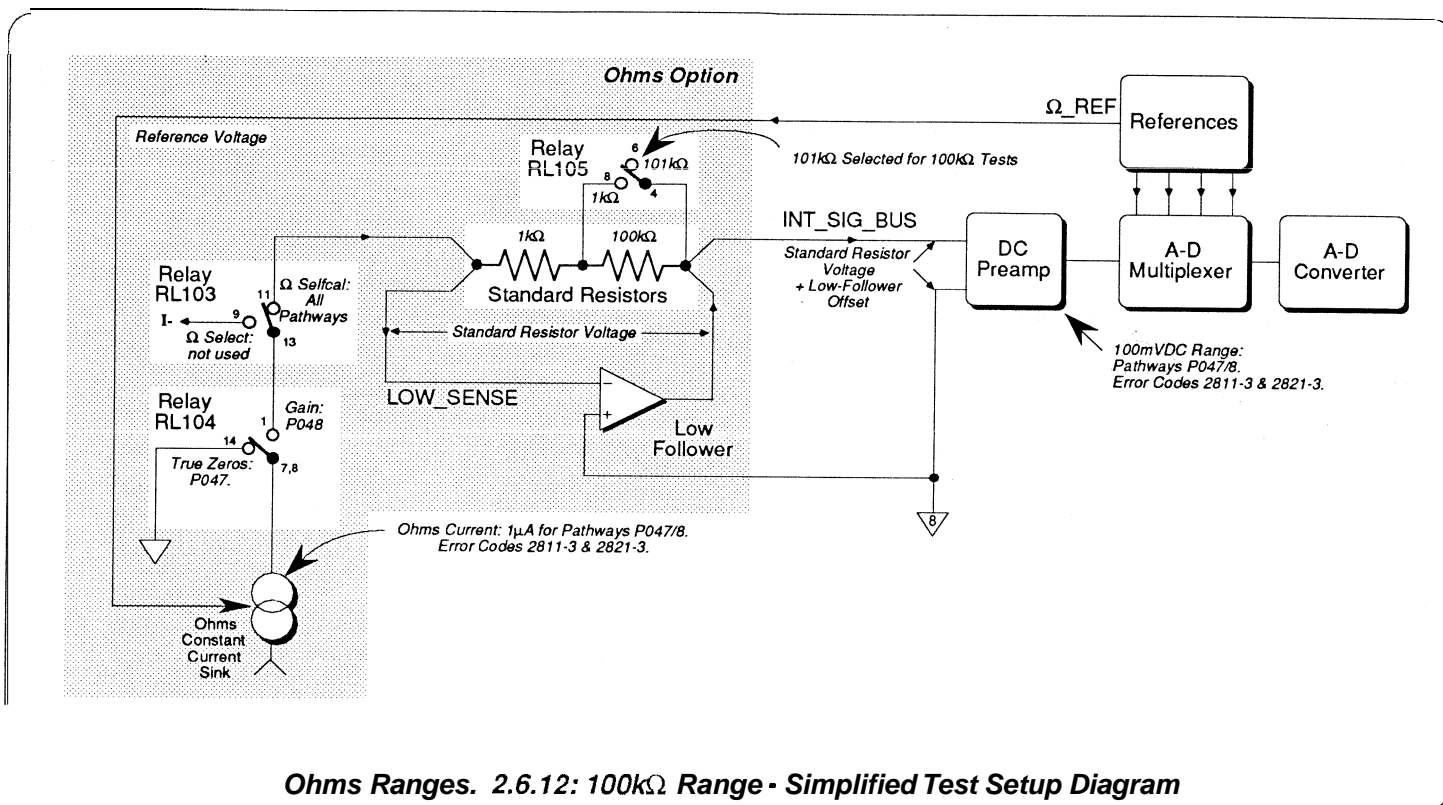 Ohms Option
Ω_REF
References
Reference Voltage
Relay
RL105
6
101kΩ
8
1kΩ
4
101kΩ Selected for 100kΩ Tests
INT_SIG_BUS
Standard Resistor
Voltage
+ Low-Follower
Offset
DC
Preamp
A-D
Multiplexer
A-D
Converter
1kΩ
100kΩ
Standard Resistors
Relay
RL103
11
Ω Selfcal:
All
Pathways
I-
9
Ω Select:
not used
13
Standard Resistor Voltage
100mVDC Range:
Pathways P047/8.
Error Codes 2811-3 & 2821-3.
LOW_SENSE
−
+
Low
Follower
Relay
RL104
1
Gain:
P048
14
True Zeros:
P047.
7,8
8
Ohms Current: 1µA for Pathways P047/8.
Error Codes 2811-3 & 2821-3.
Ohms
Constant
Current
Sink
Ohms Ranges. 2.6.12: 100kΩ Range - Simplified Test Setup Diagram